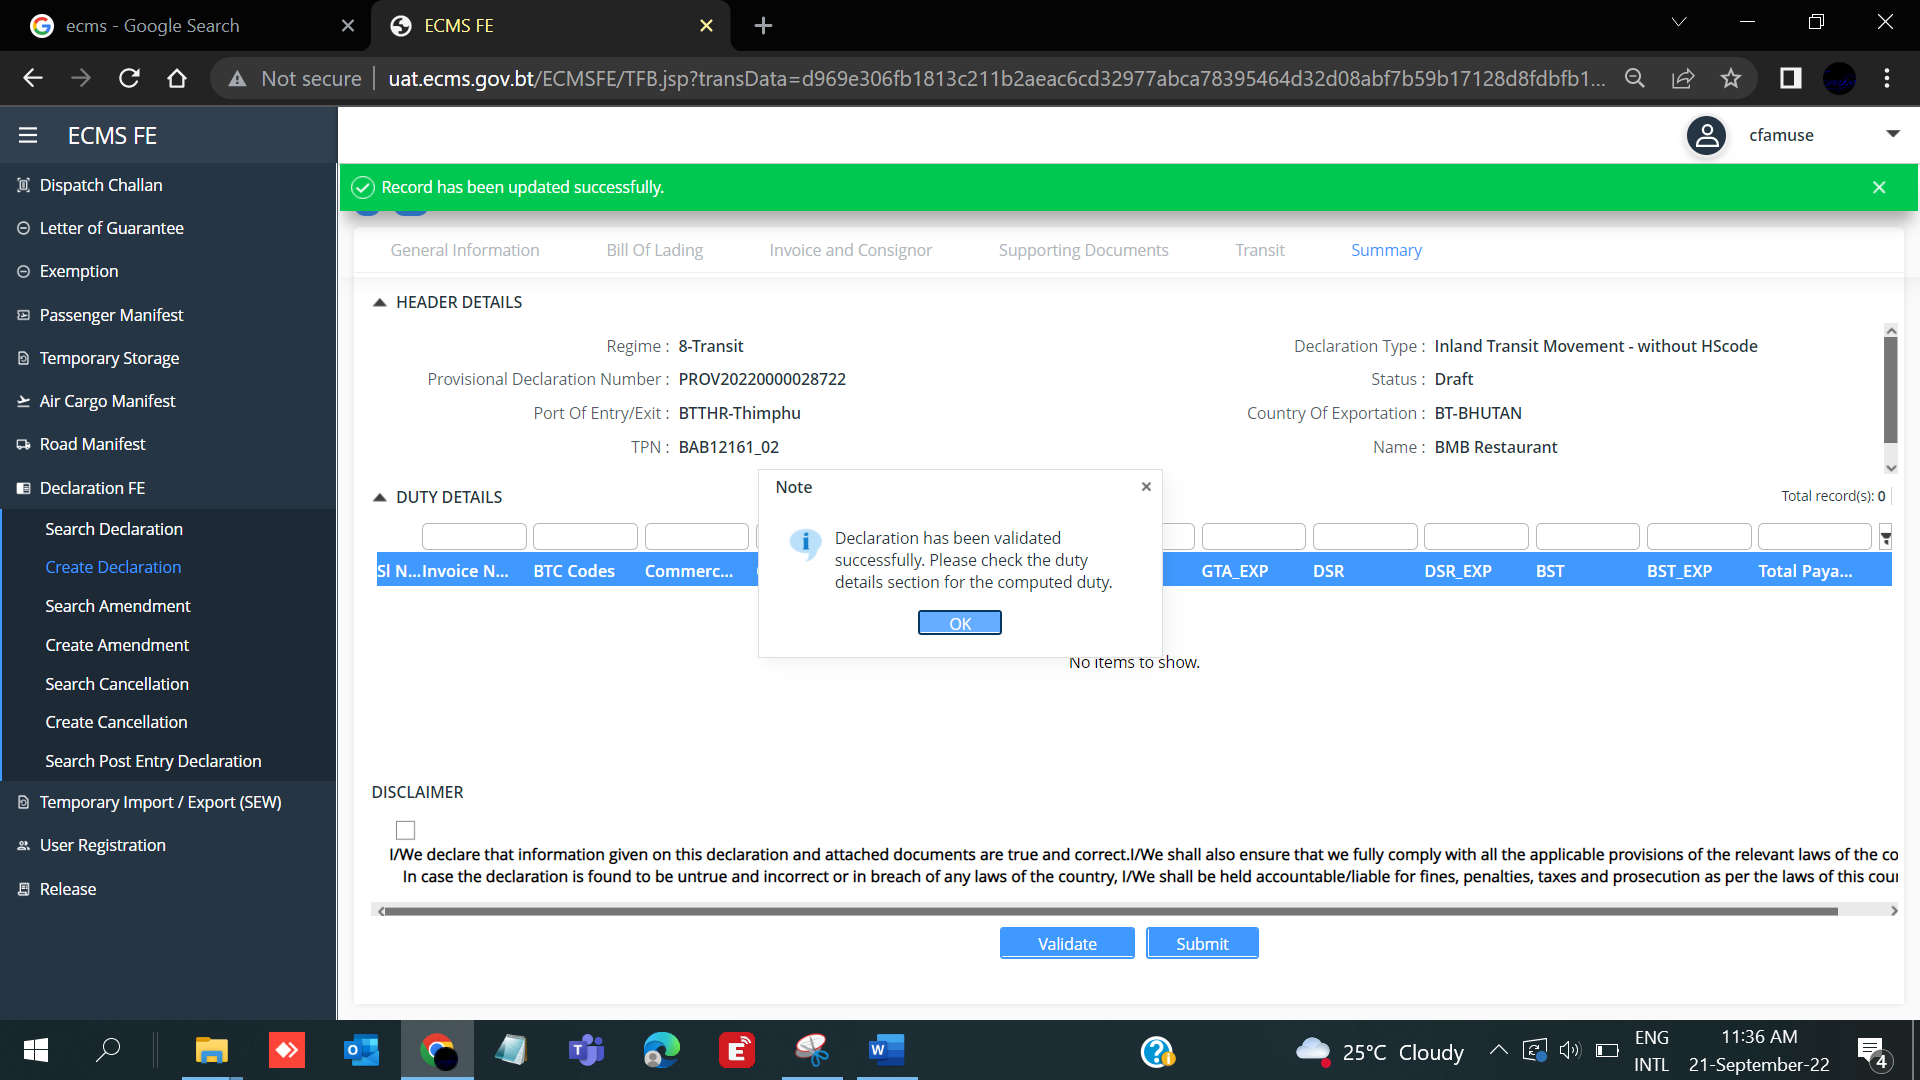 ecms - Google Search
ECMS FE
Not secure
uat.ecms.gov.bt/ECMSFE/TFB.jsp?transData=d969e306fb1813c211b2aeac6cd32977abca78395464d32d08abf7b59b17128d8fdbfb1...
ECMS FE
cfamuse
Record has been updated successfully.
Dispatch Challan
Letter of Guarantee
Exemption
Passenger Manifest
Temporary Storage
Air Cargo Manifest
Road Manifest
Declaration FE
Search Declaration
Create Declaration
Search Amendment
Create Amendment
Search Cancellation
Create Cancellation
Search Post Entry Declaration
Temporary Import / Export (SEW)
User Registration
Release
General Information
Bill Of Lading
Invoice and Consignor
Supporting Documents
Transit
Summary
HEADER DETAILS
Regime : 8-Transit
Declaration Type : Inland Transit Movement - without HScode
Provisional Declaration Number : PROV20220000028722
Status : Draft
Port Of Entry/Exit : BTTHR-Thimphu
Country Of Exportation : BT-BHUTAN
TPN : BAB12161_02
Name : BMB Restaurant
DUTY DETAILS
Total record(s): 0
Sl N... Invoice N... BTC Codes Commerc... GTA_EXP DSR DSR_EXP BST BST_EXP Total Paya...
Note
Declaration has been validated
successfully. Please check the duty
details section for the computed duty.
OK
No items to show.
DISCLAIMER
I/We declare that information given on this declaration and attached documents are true and correct.I/We shall also ensure that we fully comply with all the applicable provisions of the relevant laws of the co
In case the declaration is found to be untrue and incorrect or in breach of any laws of the country, I/We shall be held accountable/liable for fines, penalties, taxes and prosecution as per the laws of this cou
Validate
Submit
25°C Cloudy
ENG
INTL
11:36 AM
21-September-22
4